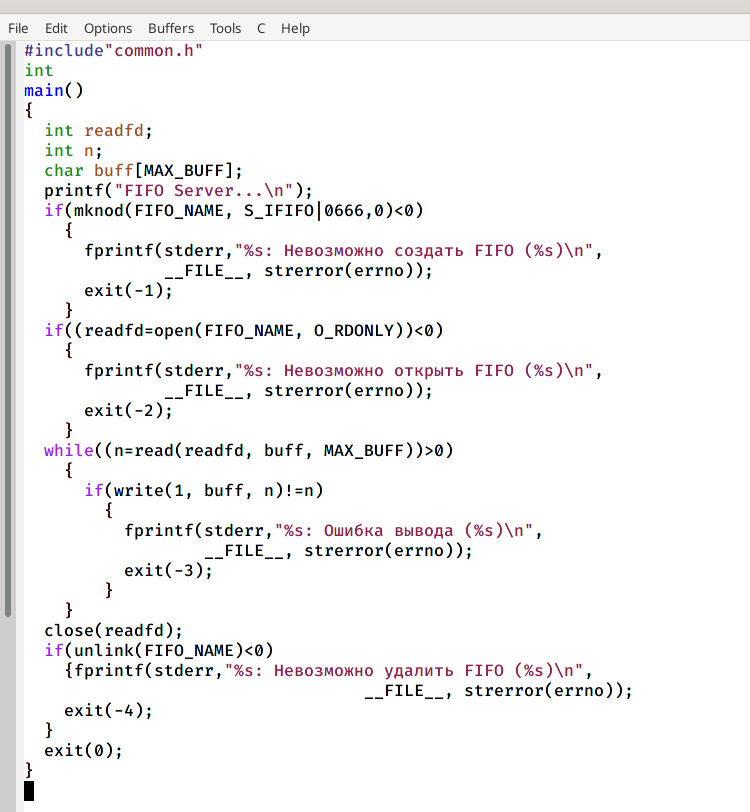 File Edit Options Buffers Tools C Help
#include"common.h"
int
main()
{
  int readfd;
  int n;
  char buff[MAX_BUFF];
  printf("FIFO Server...\n");
  if(mknod(FIFO_NAME, S_IFIFO|0666,0)<0)
    {
      fprintf(stderr,"%s: Невозможно создать FIFO (%s)\n",
              __FILE__, strerror(errno));
      exit(-1);
    }
  if((readfd=open(FIFO_NAME, O_RDONLY))<0)
    {
      fprintf(stderr,"%s: Невозможно открыть FIFO (%s)\n",
              __FILE__, strerror(errno));
      exit(-2);
    }
  while((n=read(readfd, buff, MAX_BUFF))>0)
    {
      if(write(1, buff, n)!=n)
        {
          fprintf(stderr,"%s: Ошибка вывода (%s)\n",
                  __FILE__, strerror(errno));
          exit(-3);
        }
    }
  close(readfd);
  if(unlink(FIFO_NAME)<0)
    {fprintf(stderr,"%s: Невозможно удалить FIFO (%s)\n",
                                  __FILE__, strerror(errno));
    exit(-4);
  }
  exit(0);
}